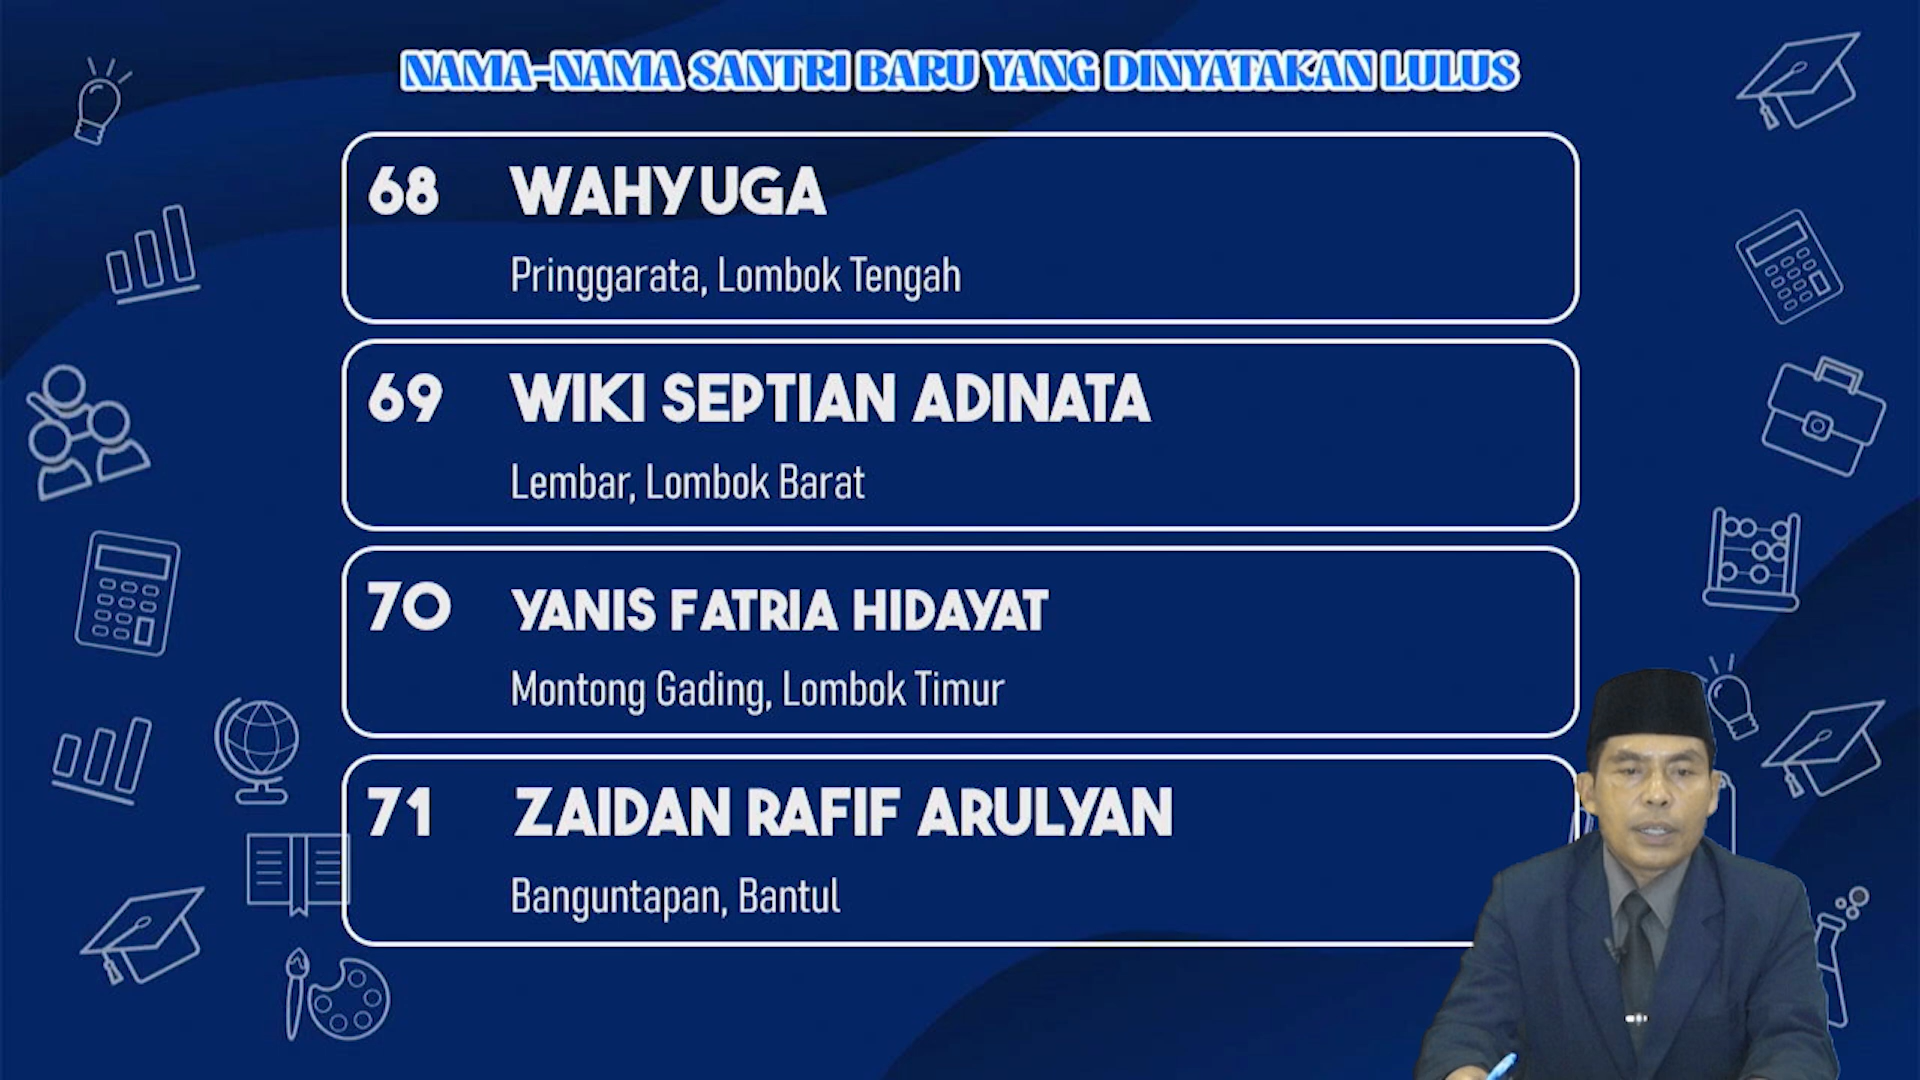 NAMA-NAMA SANTRI BARU YANG DINYATAKAN LULUS
68 WAHYUGA
Pringgarata, Lombok Tengah
69 WIKI SEPTIAN ADINATA
Lembar, Lombok Barat
70 YANIS FATRIA HIDAYAT
Montong Gading, Lombok Timur
71 ZAIDAN RAFIF ARULYAN
Banguntapan, Bantul